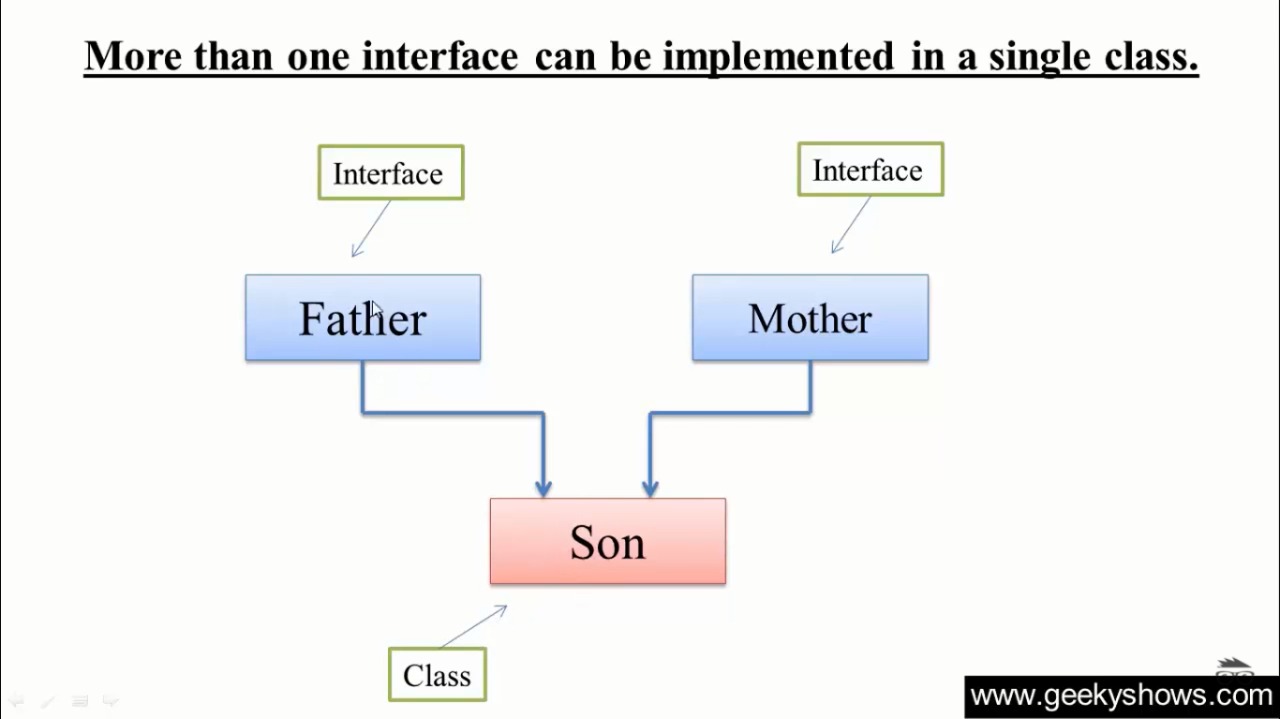 More than one interface can be implemented in a single class.
Interface
Interface
Father
Mother
Son
Class
www.geekyshows.com